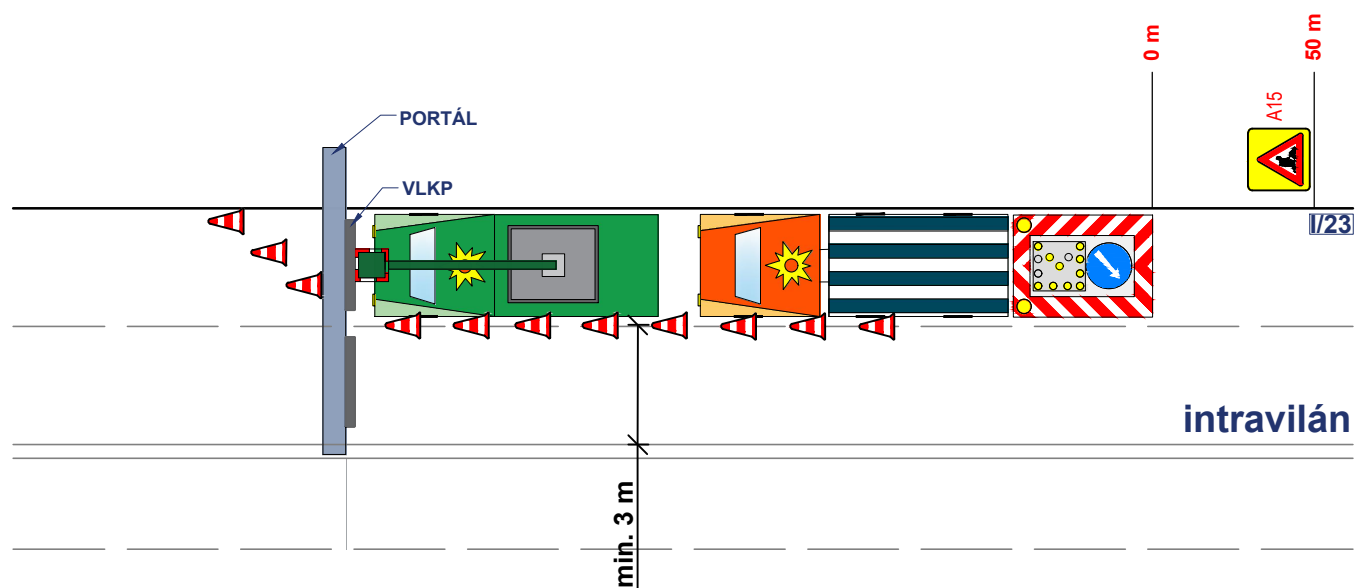 0 m
50 m
A15
PORTÁL
VLKP
I/23
intravilán
min. 3 m